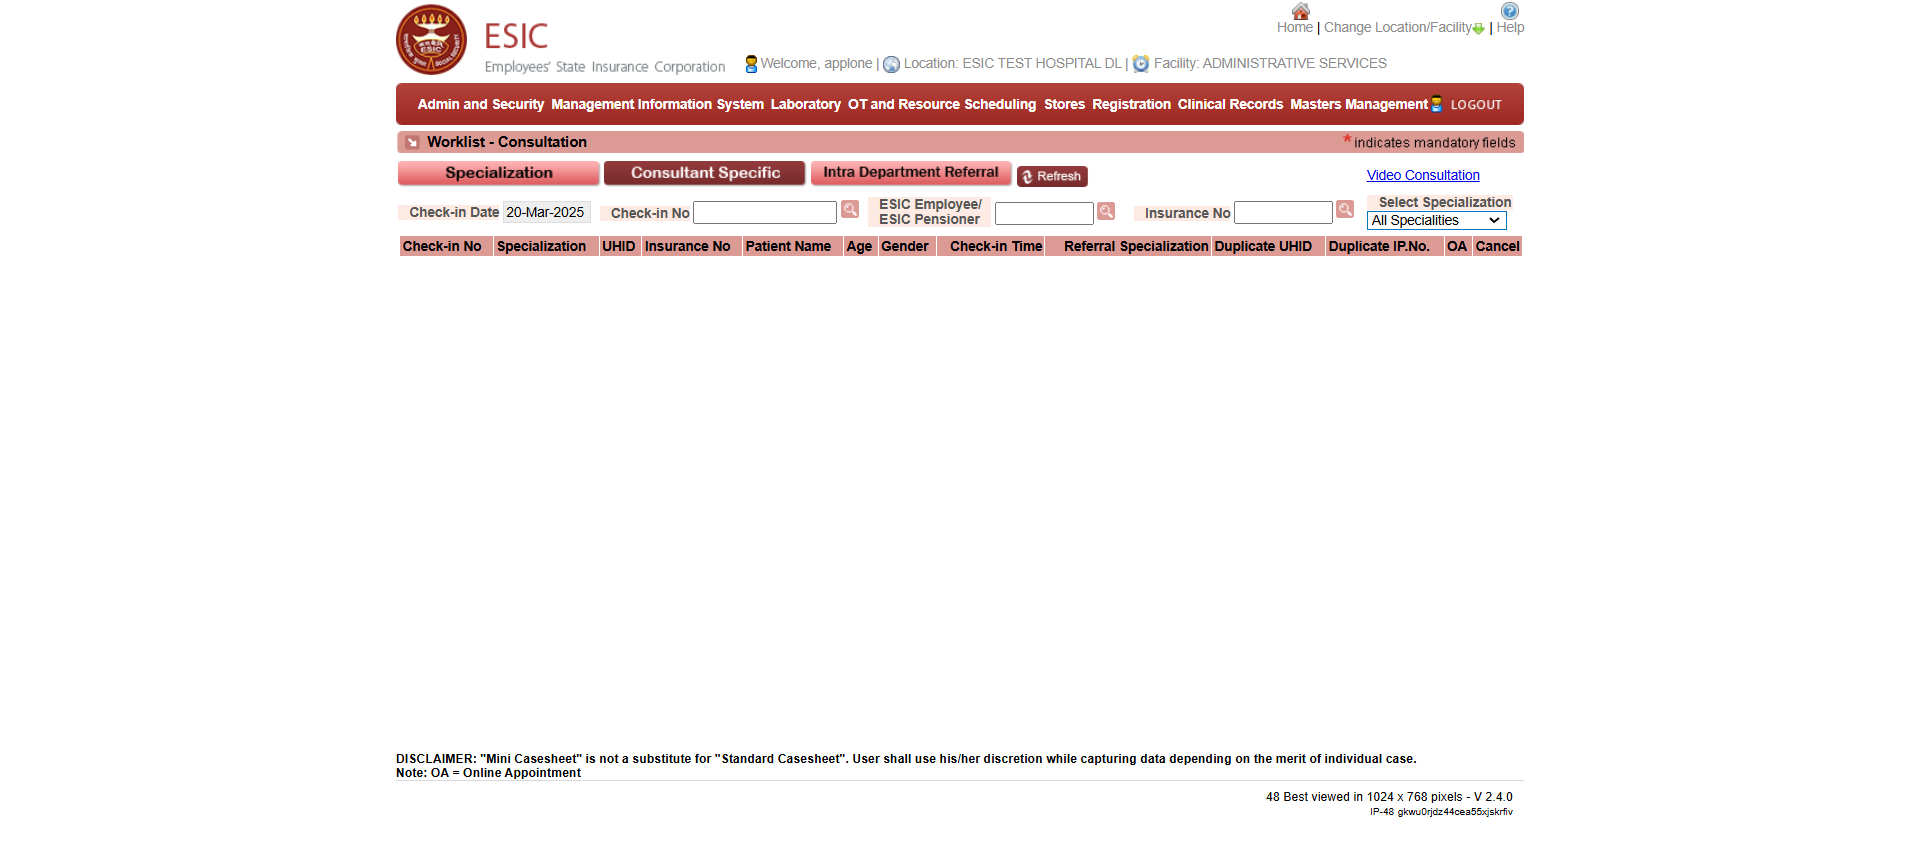 Home | Change Location/Facility | Help
ESIC
Employees' State Insurance Corporation
Welcome, applone | Location: ESIC TEST HOSPITAL DL | Facility: ADMINISTRATIVE SERVICES
Admin and Security Management Information System Laboratory OT and Resource Scheduling Stores Registration Clinical Records Masters Management LOGOUT
Worklist - Consultation * indicates mandatory fields
Specialization Consultant Specific Intra Department Referral Refresh Video Consultation
Check-in Date 20-Mar-2025 Check-in No ESIC Employee/
ESIC Pensioner Insurance No Select Specialization
All Specialities
Check-in No Specialization UHID Insurance No Patient Name Age Gender Check-in Time Referral Specialization Duplicate UHID Duplicate IP.No. OA Cancel
DISCLAIMER: "Mini Casesheet" is not a substitute for "Standard Casesheet". User shall use his/her discretion while capturing data depending on the merit of individual case.
Note: OA = Online Appointment
48 Best viewed in 1024 x 768 pixels - V 2.4.0
IP-48 gkwu0rjdz44cea55xjskrfiv